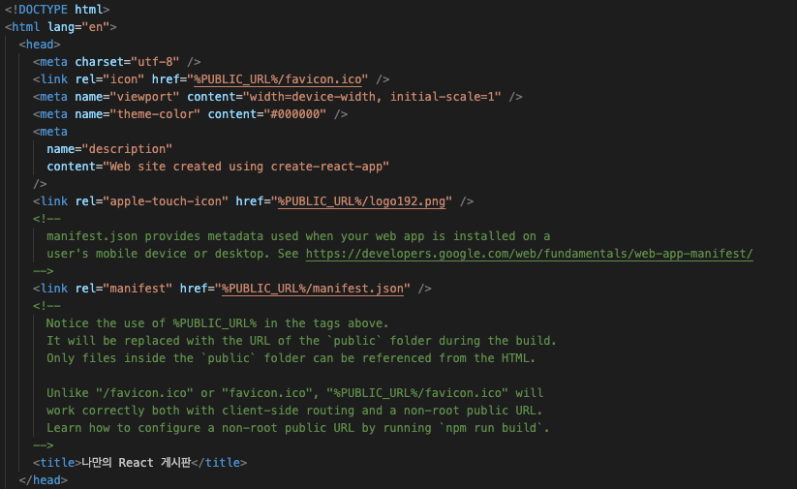 <!DOCTYPE html>
<html lang="en">
<head>
<meta charset="utf-8" />
<link rel="icon" href="%PUBLIC_URL%/favicon.ico" />
<meta name="viewport" content="width=device-width, initial-scale=1" />
<meta name="theme-color" content="#000000" />
<meta
name="description"
content="Web site created using create-react-app"
/>
<link rel="apple-touch-icon" href="%PUBLIC_URL%/logo192.png" />
<!--
manifest.json provides metadata used when your web app is installed on a
user's mobile device or desktop. See https://developers.google.com/web/fundamentals/web-app-manifest/
-->
<link rel="manifest" href="%PUBLIC_URL%/manifest.json" />
<!--
Notice the use of %PUBLIC_URL% in the tags above.
It will be replaced with the URL of the `public` folder during the build.
Only files inside the `public` folder can be referenced from the HTML.

Unlike "/favicon.ico" or "favicon.ico", "%PUBLIC_URL%/favicon.ico" will
work correctly both with client-side routing and a non-root public URL.
Learn how to configure a non-root public URL by running `npm run build`.
-->
<title>나만의 React 게시판</title>
</head>